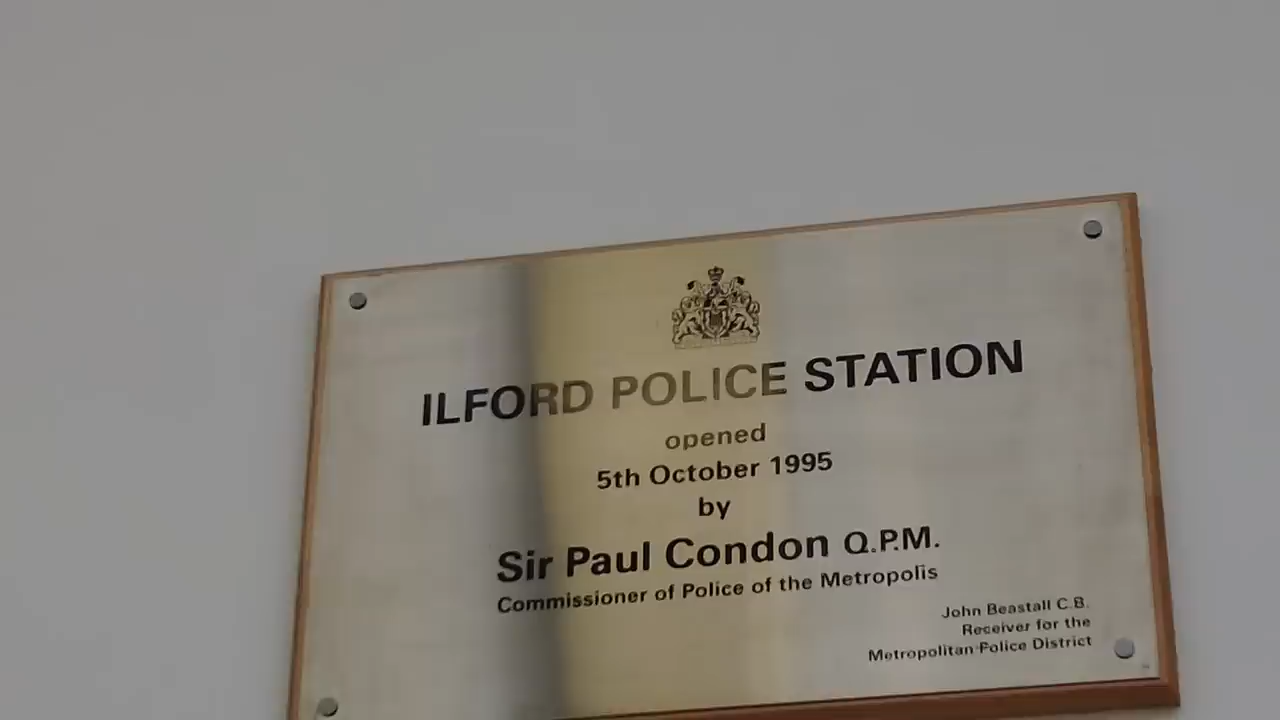 ILFORD POLICE STATION
opened
5th October 1995
by
Sir Paul Condon Q.P.M.
Commissioner of Police of the Metropolis
John Beastall C.B.
Receiver for the
Metropolitan Police District